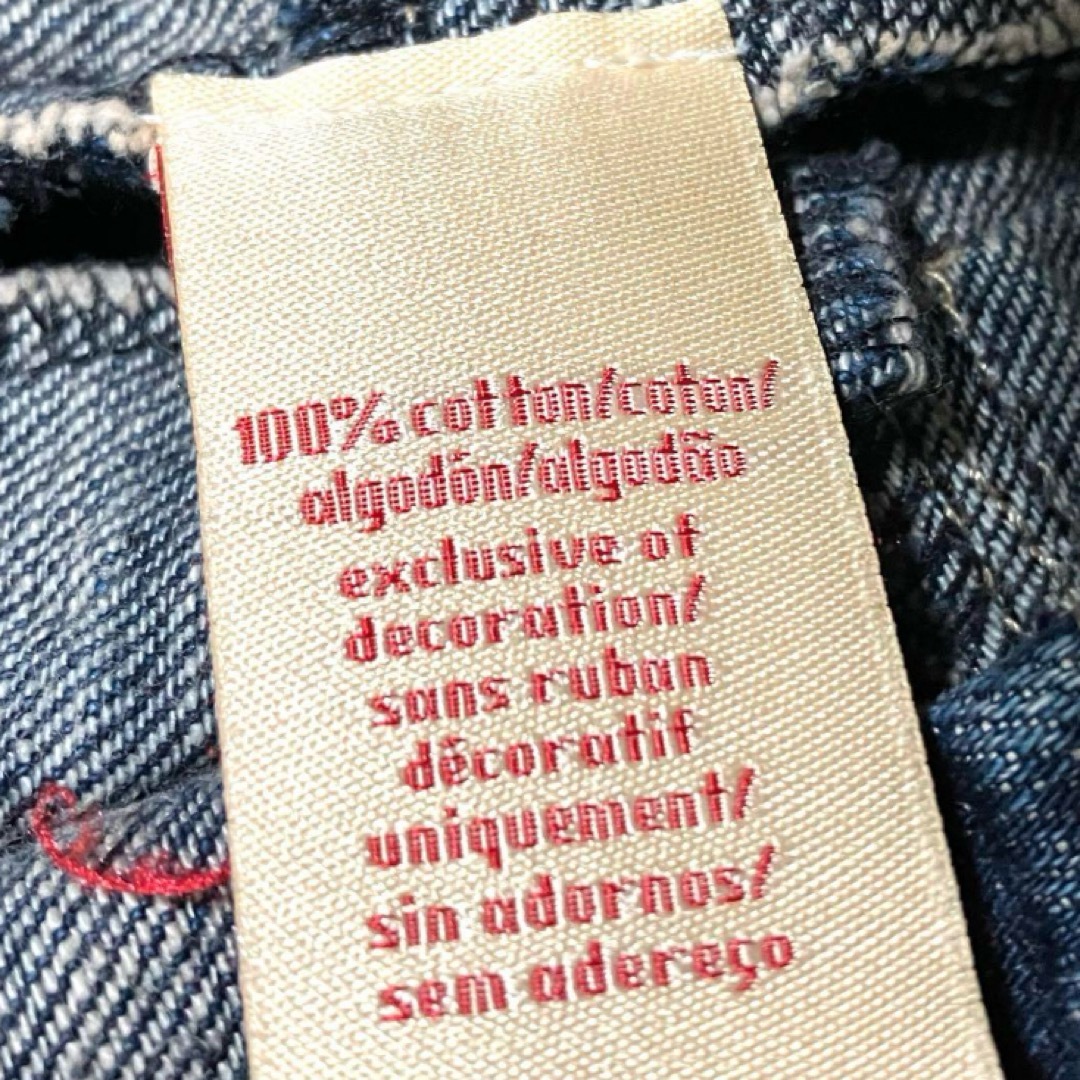 100% cotton/coton/
algodón/algodão
exclusive of
decoration/
sans ruban
décoratif
uniquement/
sin adornos/
sem adereço